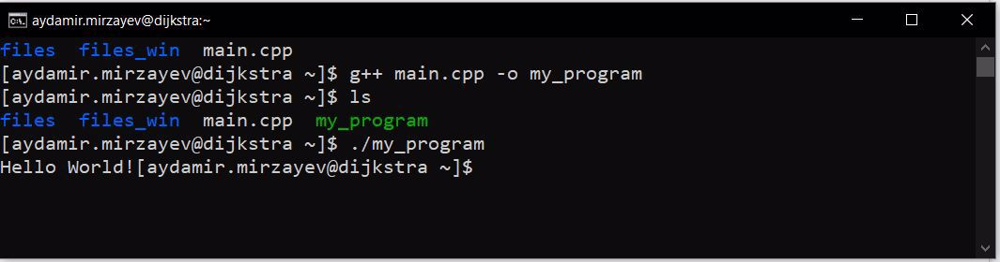 aydamir.mirzayev@dijkstra:~
files  files_win  main.cpp
[aydamir.mirzayev@dijkstra ~]$ g++ main.cpp -o my_program
[aydamir.mirzayev@dijkstra ~]$ ls
files  files_win  main.cpp  my_program
[aydamir.mirzayev@dijkstra ~]$ ./my_program
Hello World![aydamir.mirzayev@dijkstra ~]$